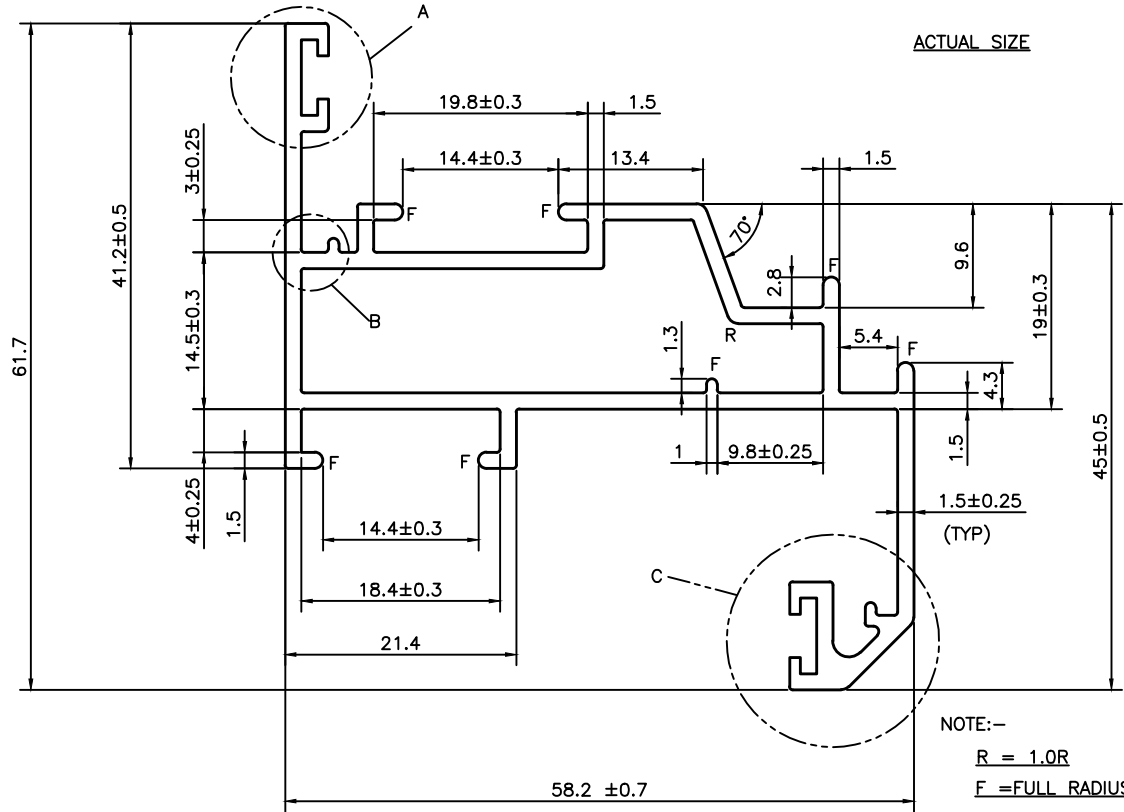 A
ACTUAL SIZE
19.8±0.3
1.5
14.4±0.3
13.4
1.5
3±0.25
F
F
70°
41.2±0.5
9.6
2.8
F
19±0.3
B
R
14.5±0.3
61.7
1.3
F
5.4
F
4.3
45±0.5
1.5
F
F
1
9.8±0.25
4±0.25
1.5
1.5±0.25
(TYP)
14.4±0.3
C
18.4±0.3
21.4
NOTE:-
R = 1.0R
58.2 ±0.7
F =FULL RADIUS